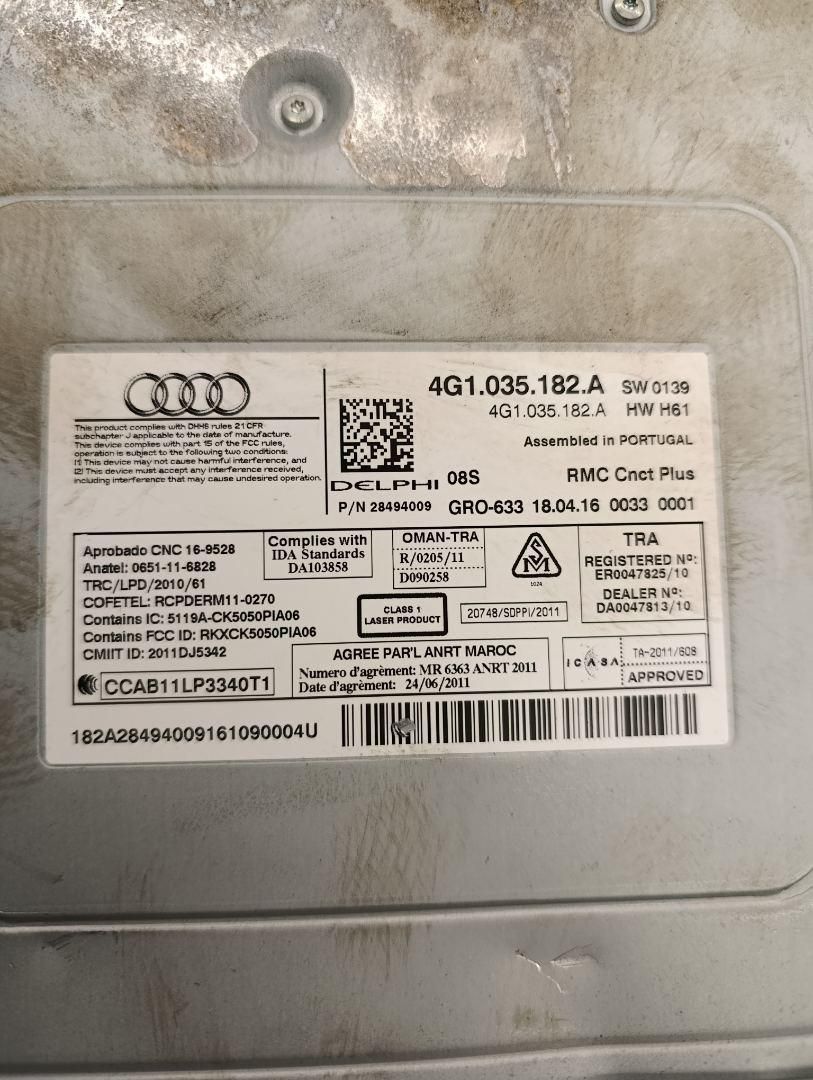 4G1.035.182.A SW 0139
4G1.035.182.A HW H61
Assembled in PORTUGAL
This product complies with DHHS rules 21 CFR
subchapter J applicable to the date of manufacture.
This device complies with part 15 of the FCC rules,
operation is subject to the following two conditions:
(1) This device may not cause harmful interference, and
(2) This device must accept any interference received,
including interference that may cause undesired operation.
DELPHI 08S RMC Cnct Plus
P/N 28494009 GRO-633 18.04.16 0033 0001
Aprobado CNC 16-9528
Anatel: 0651-11-6828
TRC/LPD/2010/61
COFETEL: RCPDERM11-0270
Contains IC: 5119A-CK5050PIA06
Contains FCC ID: RKXCK5050PIA06
CMIIT ID: 2011DJ5342
CCAB11LP3340T1
Complies with
IDA Standards
DA103858
OMAN-TRA
R/0205/11
D090258
SM
1024
TRA
REGISTERED Nº:
ER0047825/10
DEALER Nº:
DA0047813/10
CLASS 1
LASER PRODUCT
20748/SDPPI/2011
AGREE PAR'L ANRT MAROC
Numero d'agrément: MR 6363 ANRT 2011
Date d'agrément: 24/06/2011
ICASA
TA-2011/608
APPROVED
182A28494009161090004U